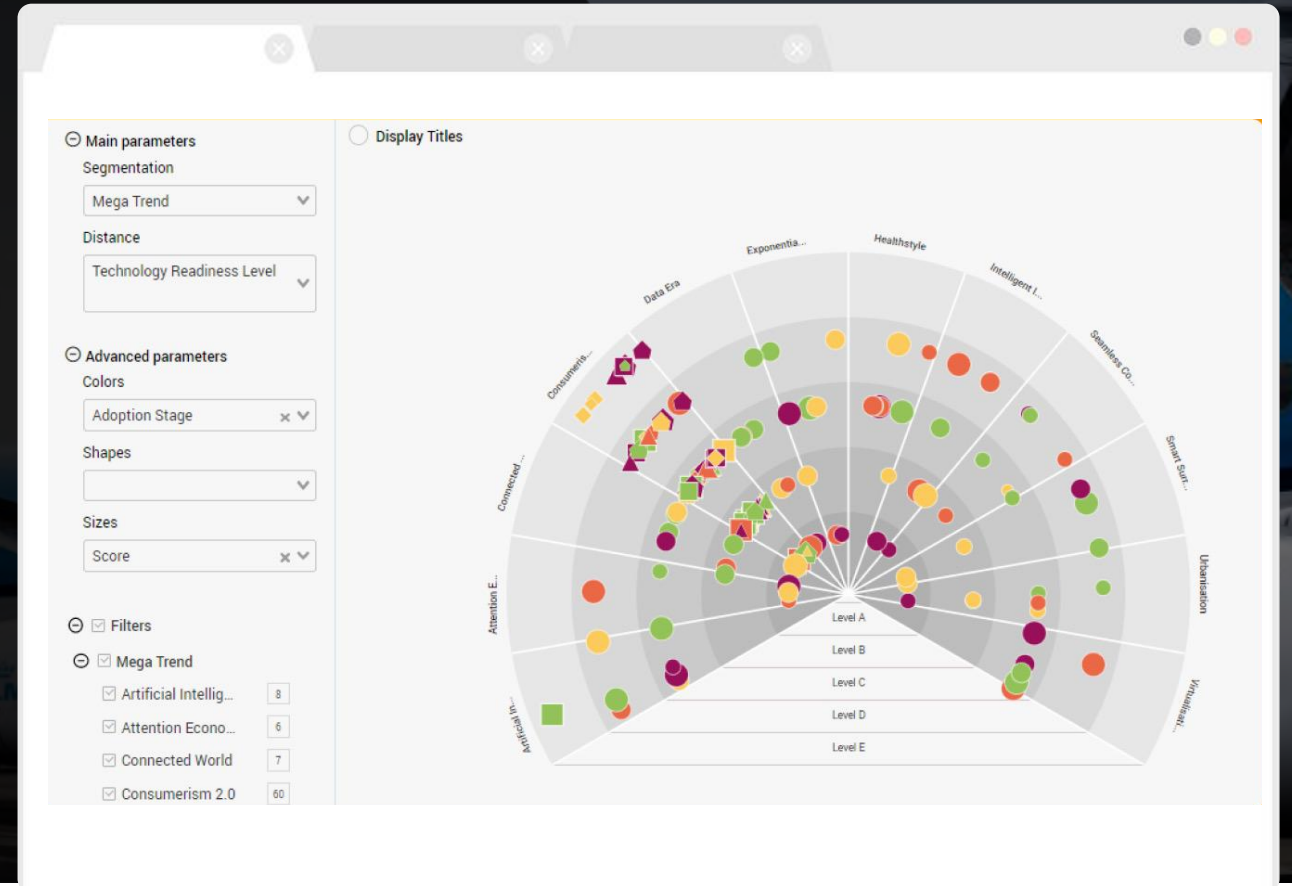 Main parameters
Segmentation
Mega Trend
Distance
Technology Readiness Level
Advanced parameters
Colors
Adoption Stage
Shapes
Sizes
Score
Filters
Mega Trend
Artificial Intellig... 8
Attention Econo... 6
Connected World 7
Consumerism 2.0 60
Display Titles
Artificial In...
Attention E...
Connected ...
Consumeris...
Data Era
Exponentia...
Healthstyle
Intelligent I...
Seamless Co...
Smart Surr...
Urbanisation
Virtualisati...
Level A
Level B
Level C
Level D
Level E